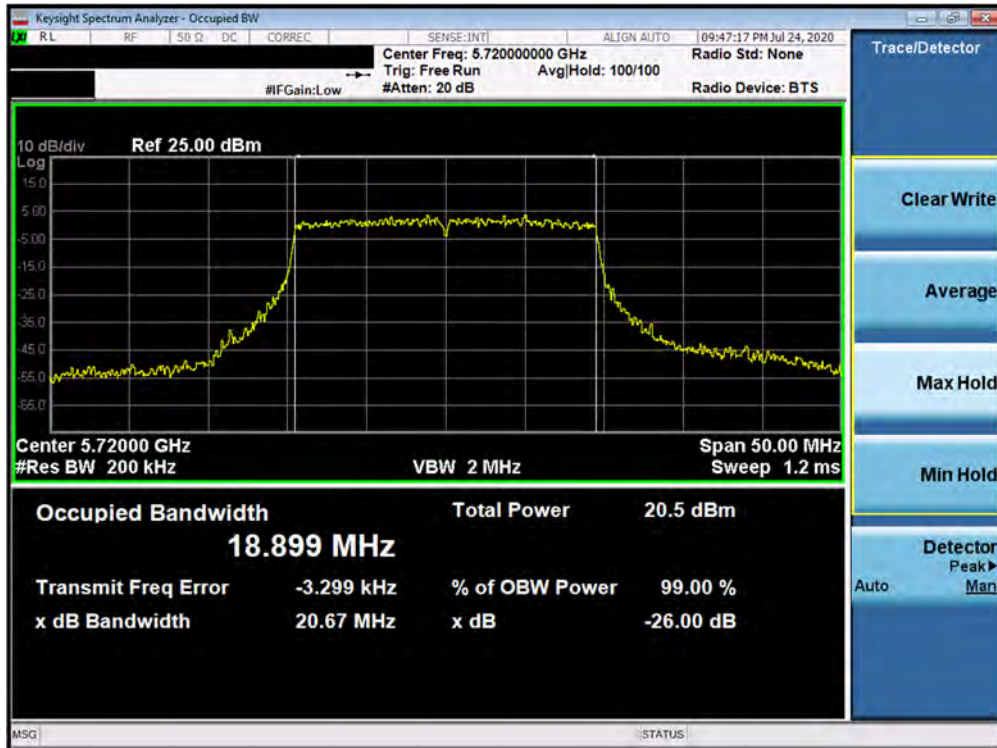 Keysight Spectrum Analyzer - Occupied BW
LXI RL RF 50 Ω DC CORREC SENSE:INT ALIGN AUTO 09:47:17 PM Jul 24, 2020
Center Freq: 5.720000000 GHz Radio Std: None
Trig: Free Run Avg|Hold: 100/100
#IFGain:Low #Atten: 20 dB Radio Device: BTS
10 dB/div Ref 25.00 dBm
Log
15.0
5.00
-5.00
-15.0
-25.0
-35.0
-45.0
-55.0
-65.0
Center 5.72000 GHz Span 50.00 MHz
#Res BW 200 kHz VBW 2 MHz Sweep 1.2 ms
Occupied Bandwidth Total Power 20.5 dBm
18.899 MHz
Transmit Freq Error -3.299 kHz % of OBW Power 99.00 %
x dB Bandwidth 20.67 MHz x dB -26.00 dB
MSG STATUS
Trace/Detector
Clear Write
Average
Max Hold
Min Hold
Detector
Peak▶
Auto Man